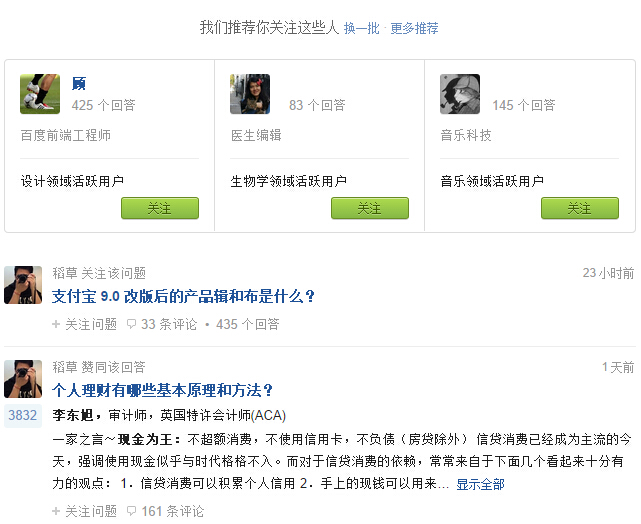 我们推荐你关注这些人 换一批 · 更多推荐
顾
425 个回答
百度前端工程师
设计领域活跃用户
关注
83 个回答
医生编辑
生物学领域活跃用户
关注
145 个回答
音乐科技
音乐领域活跃用户
关注
稻草 关注该问题 23 小时前
支付宝 9.0 改版后的产品辑和布是什么？
+ 关注问题 33 条评论 • 435 个回答
稻草 赞同该回答 1 天前
个人理财有哪些基本原理和方法？
3832 李东旭，审计师，英国特许会计师(ACA)
一家之言～现金为王：不超额消费，不使用信用卡，不负债（房贷除外） 信贷消费已经成为主流的今
天，强调使用现金似乎与时代格格不入。而对于信贷消费的依赖，常常来自于下面几个看起来十分有
力的观点： 1．信贷消费可以积累个人信用 2．手上的现钱可以用来... 显示全部
+ 关注问题 161 条评论